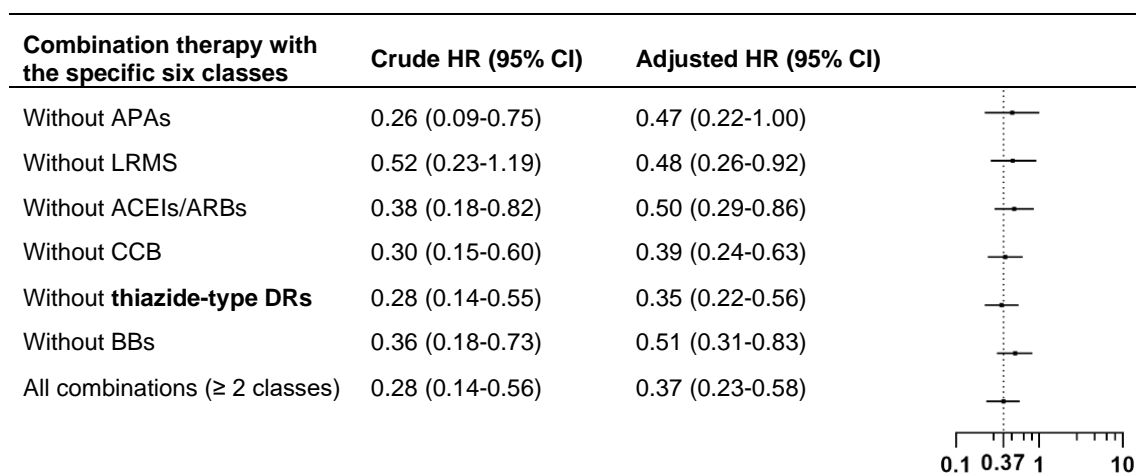 Combination therapy with the specific six classes Crude HR (95% CI) Adjusted HR (95% CI)
Without APAs 0.26 (0.09-0.75) 0.47 (0.22-1.00)
Without LRMS 0.52 (0.23-1.19) 0.48 (0.26-0.92)
Without ACEIs/ARBs 0.38 (0.18-0.82) 0.50 (0.29-0.86)
Without CCB 0.30 (0.15-0.60) 0.39 (0.24-0.63)
Without thiazide-type DRs 0.28 (0.14-0.55) 0.35 (0.22-0.56)
Without BBs 0.36 (0.18-0.73) 0.51 (0.31-0.83)
All combinations (≥ 2 classes) 0.28 (0.14-0.56) 0.37 (0.23-0.58)
0.1 0.37 1 10